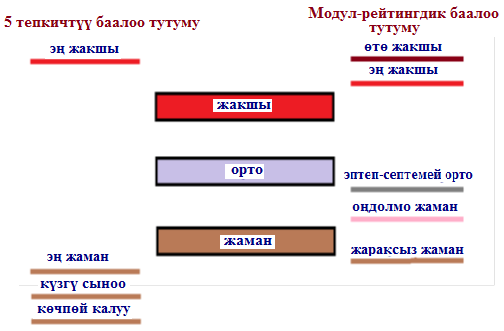 5 тепкичтүү баалоо тутуму
Модул-рейтингдик баалоо
тутуму
эң жакшы
өтө жакшы
эң жакшы
жакшы
орто
эптеп-септемей орто
оңдолмо жаман
жаман
жараксыз жаман
эң жаман
күзгү сыноо
көчпөй калуу